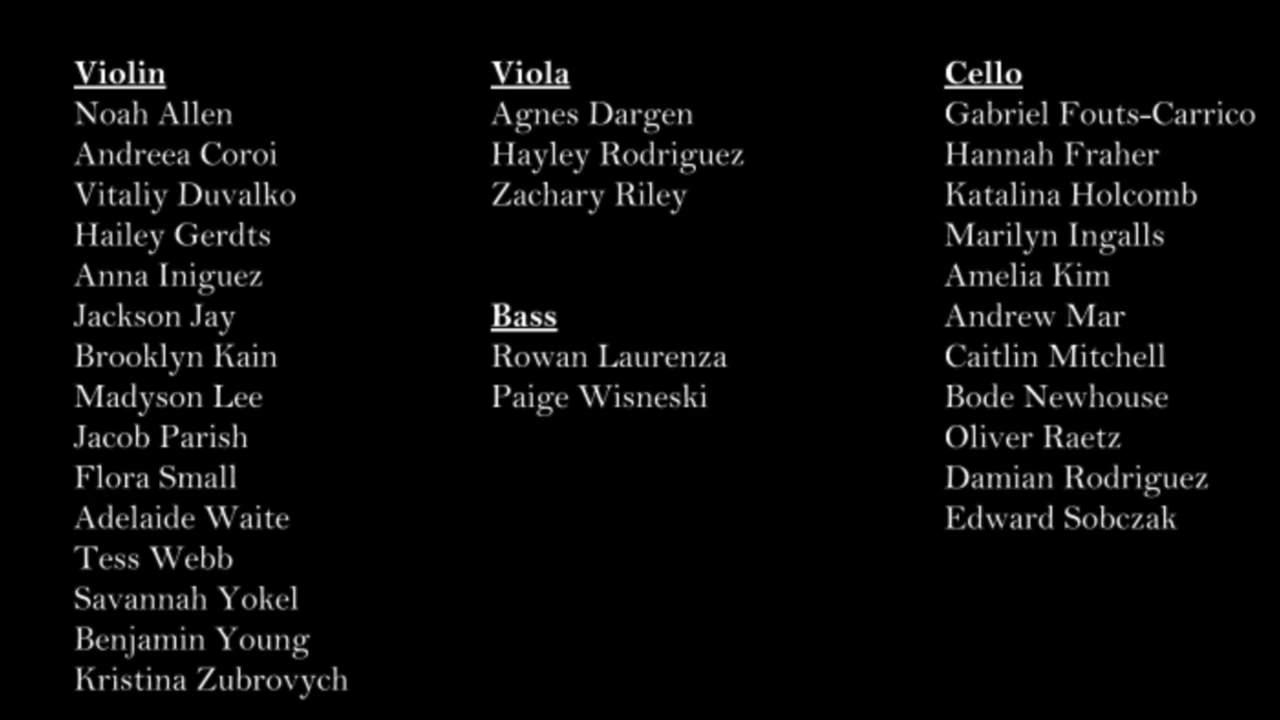 Violin
Noah Allen
Andreea Coroi
Vitaliy Duvalko
Hailey Gerdts
Anna Iniguez
Jackson Jay
Brooklyn Kain
Madyson Lee
Jacob Parish
Flora Small
Adelaide Waite
Tess Webb
Savannah Yokel
Benjamin Young
Kristina Zubrovych
Viola
Agnes Dargen
Hayley Rodriguez
Zachary Riley
Bass
Rowan Laurenza
Paige Wisneski
Cello
Gabriel Fouts-Carrico
Hannah Fraher
Katalina Holcomb
Marilyn Ingalls
Amelia Kim
Andrew Mar
Caitlin Mitchell
Bode Newhouse
Oliver Raetz
Damian Rodriguez
Edward Sobczak